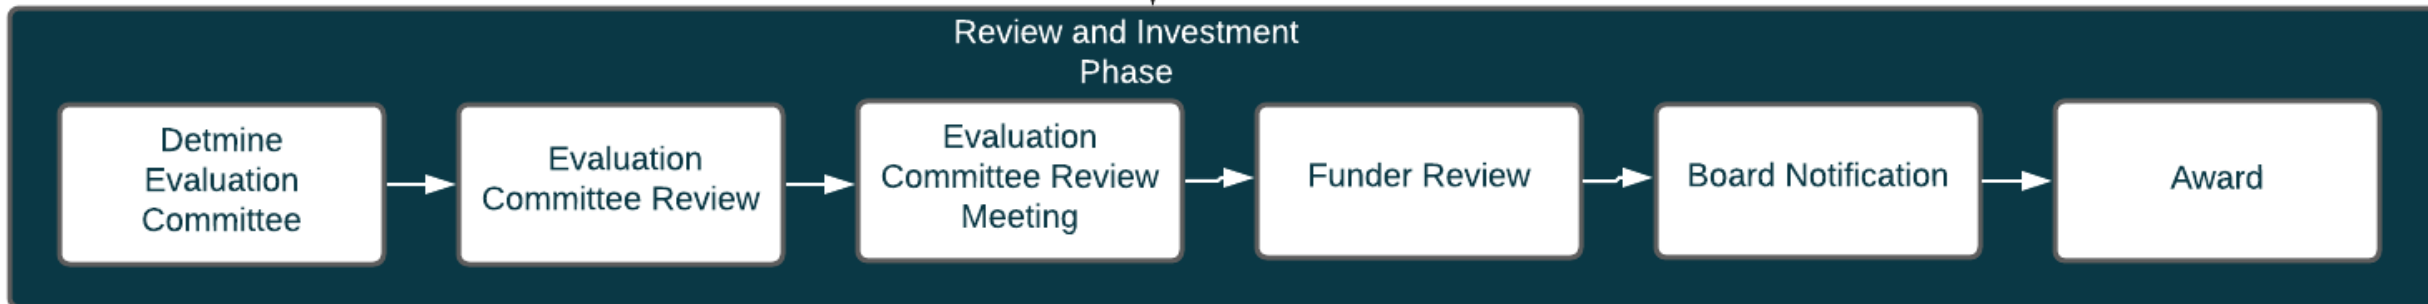 Review and Investment
Phase
Detmine
Evaluation
Committee
Evaluation
Committee Review
Evaluation
Committee Review
Meeting
Funder Review
Board Notification
Award